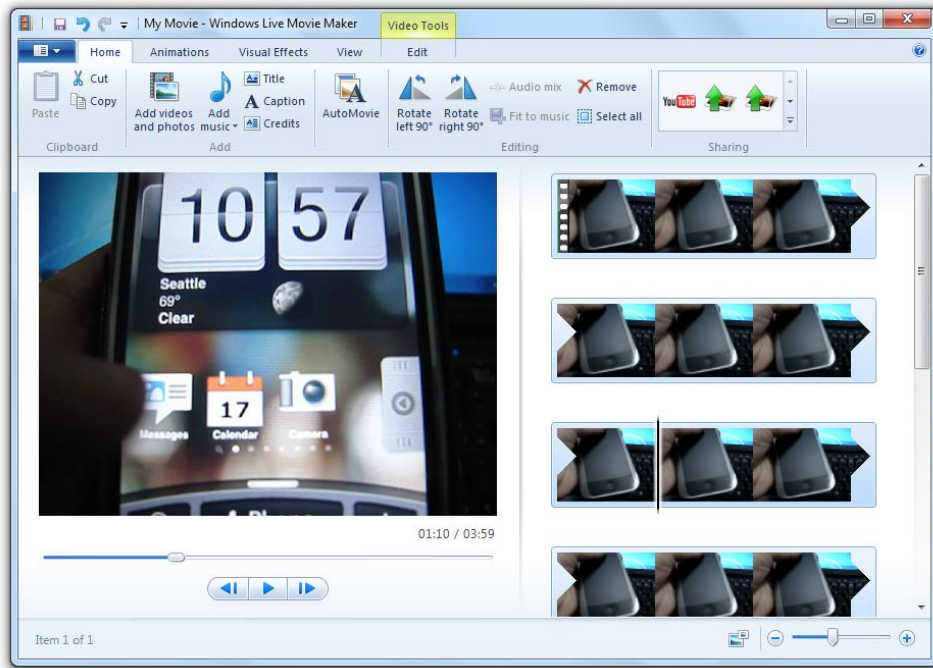 My Movie - Windows Live Movie Maker
Video Tools
Home Animations Visual Effects View Edit
Paste
Cut
Copy
Clipboard
Add videos and photos
Add music
Title
Caption
Credits
Add
AutoMovie
Rotate left 90°
Rotate right 90°
Audio mix
Fit to music
Remove
Select all
Editing
YouTube
Sharing
10 57
Seattle
69°
Clear
17
Messages Calendar Camera
Phone
01:10 / 03:59
Item 1 of 1